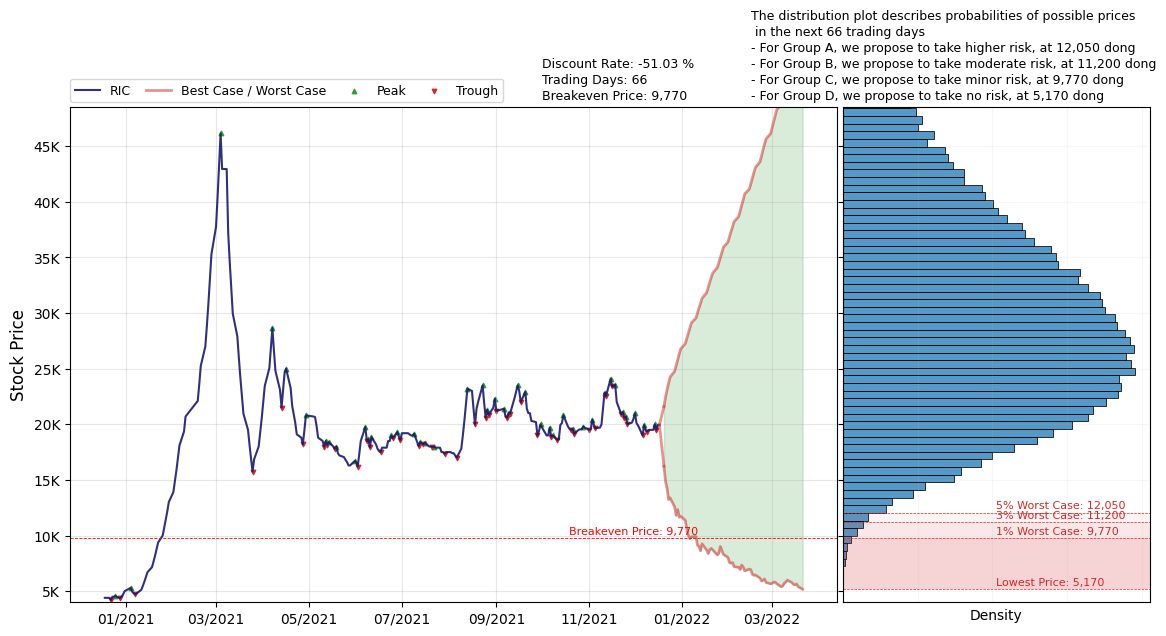 The distribution plot describes probabilities of possible prices
in the next 66 trading days
- For Group A, we propose to take higher risk, at 12,050 dong
- For Group B, we propose to take moderate risk, at 11,200 dong
- For Group C, we propose to take minor risk, at 9,770 dong
- For Group D, we propose to take no risk, at 5,170 dong
Discount Rate: -51.03 %
Trading Days: 66
Breakeven Price: 9,770
RIC
Best Case / Worst Case
Peak
Trough
Stock Price
45K
40K
35K
30K
25K
20K
15K
10K
5K
Breakeven Price: 9,770
01/2021
03/2021
05/2021
07/2021
09/2021
11/2021
01/2022
03/2022
5% Worst Case: 12,050
3% Worst Case: 11,200
1% Worst Case: 9,770
Lowest Price: 5,170
Density